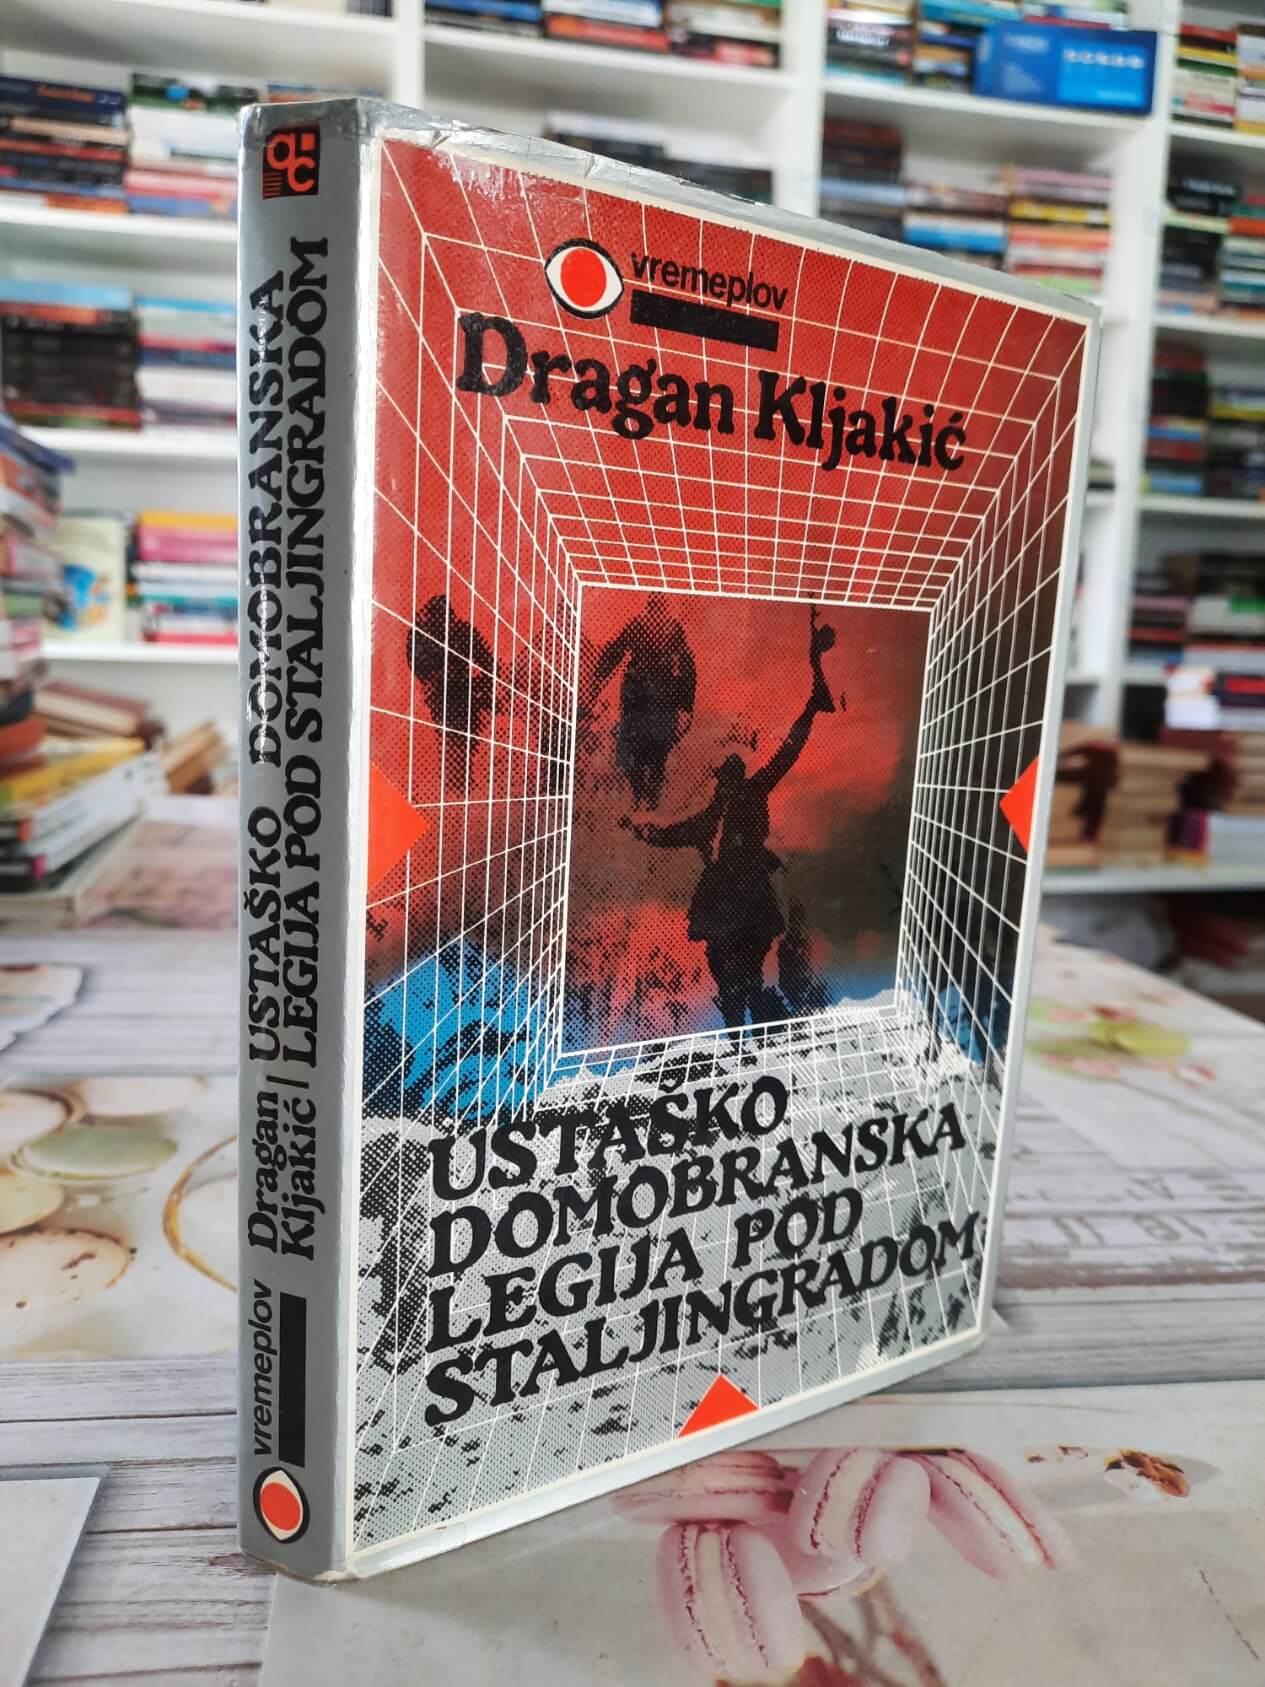 vremeplov
Dragan Kljakić
USTAŠKO
DOMOBRANSKA
LEGIJA POD
STALJINGRADOM
Dragan
Kljakić
USTAŠKO DOMOBRANSKA
LEGIJA POD STALJINGRADOM
vremeplov